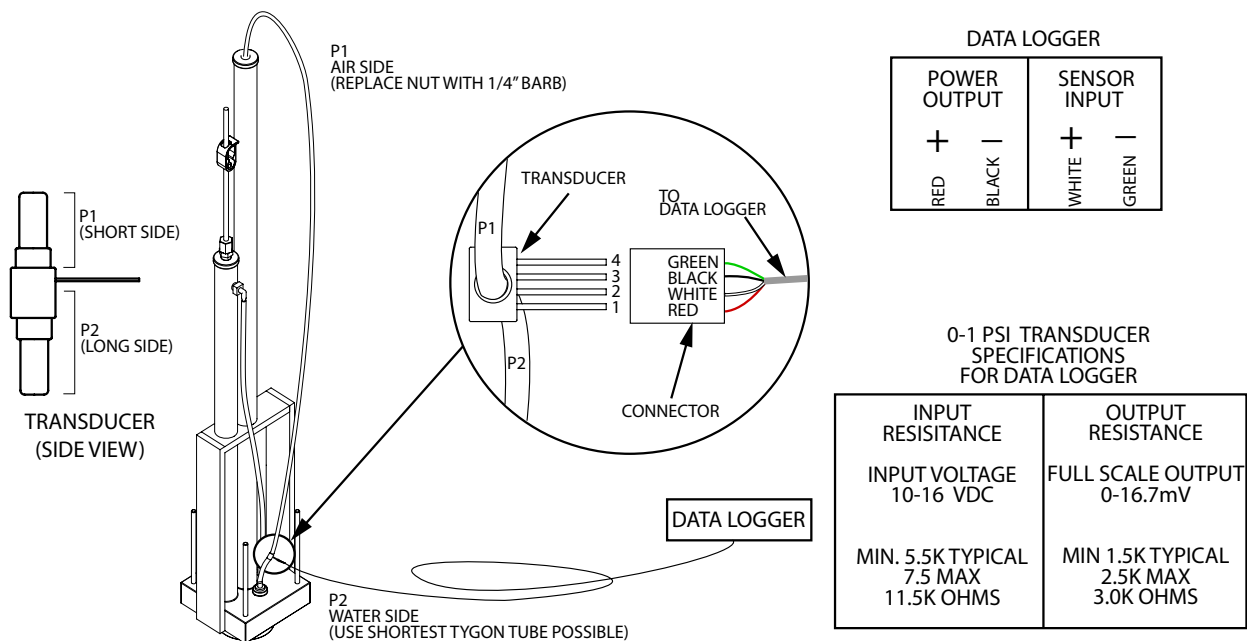 P1
AIR SIDE
(REPLACE NUT WITH 1/4" BARB)
P1
(SHORT SIDE)
P2
(LONG SIDE)
TRANSDUCER
(SIDE VIEW)
TRANSDUCER
TO
DATA LOGGER
P1
4
3
2
1
GREEN
BLACK
WHITE
RED
P2
CONNECTOR
DATA LOGGER
P2
WATER SIDE
(USE SHORTEST TYGON TUBE POSSIBLE)
DATA LOGGER
POWER
OUTPUT
+ –
RED
BLACK
SENSOR
INPUT
+ –
WHITE
GREEN
0-1 PSI TRANSDUCER
SPECIFICATIONS
FOR DATA LOGGER
INPUT
RESISITANCE
INPUT VOLTAGE
10-16 VDC
MIN. 5.5K TYPICAL
7.5 MAX
11.5K OHMS
OUTPUT
RESISTANCE
FULL SCALE OUTPUT
0-16.7mV
MIN 1.5K TYPICAL
2.5K MAX
3.0K OHMS